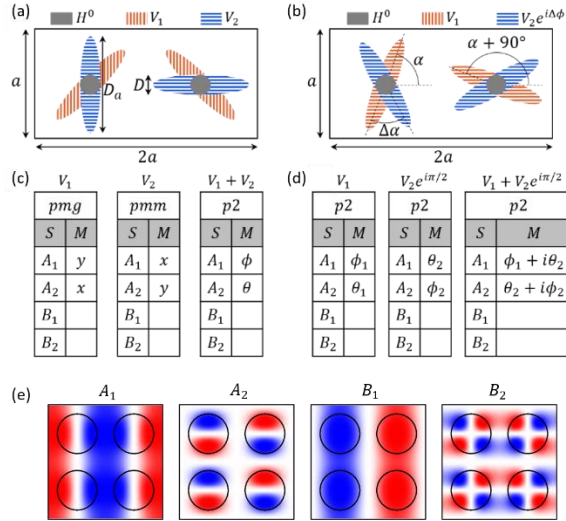 (a) H⁰ V₁ V₂
a
Dₐ
D
2a
(b) H⁰ V₁ V₂e^{iΔϕ}
α
α + 90°
a
Δα
2a
(c) V₁ V₂ V₁ + V₂
pmg pmm p2
S M S M S M
A₁ y A₁ x A₁ ϕ
A₂ x A₂ y A₂ θ
B₁ B₁ B₁
B₂ B₂ B₂
(d) V₁ V₂e^{iπ/2} V₁ + V₂e^{iπ/2}
p2 p2 p2
S M S M S M
A₁ ϕ₁ A₁ θ₂ A₁ ϕ₁ + iθ₂
A₂ θ₁ A₂ ϕ₂ A₂ θ₂ + iϕ₂
B₁ B₁ B₁
B₂ B₂ B₂
(e) A₁ A₂ B₁ B₂